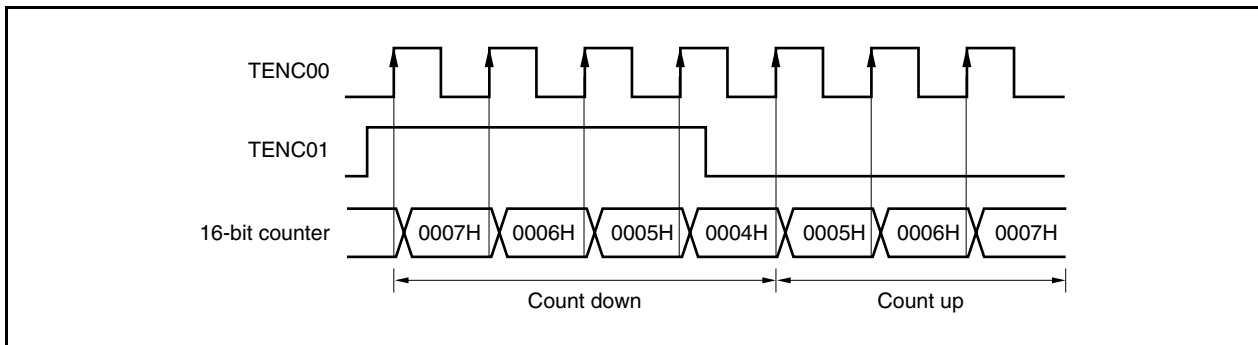 TENC00
TENC01
16-bit counter 0007H 0006H 0005H 0004H 0005H 0006H 0007H
Count down Count up